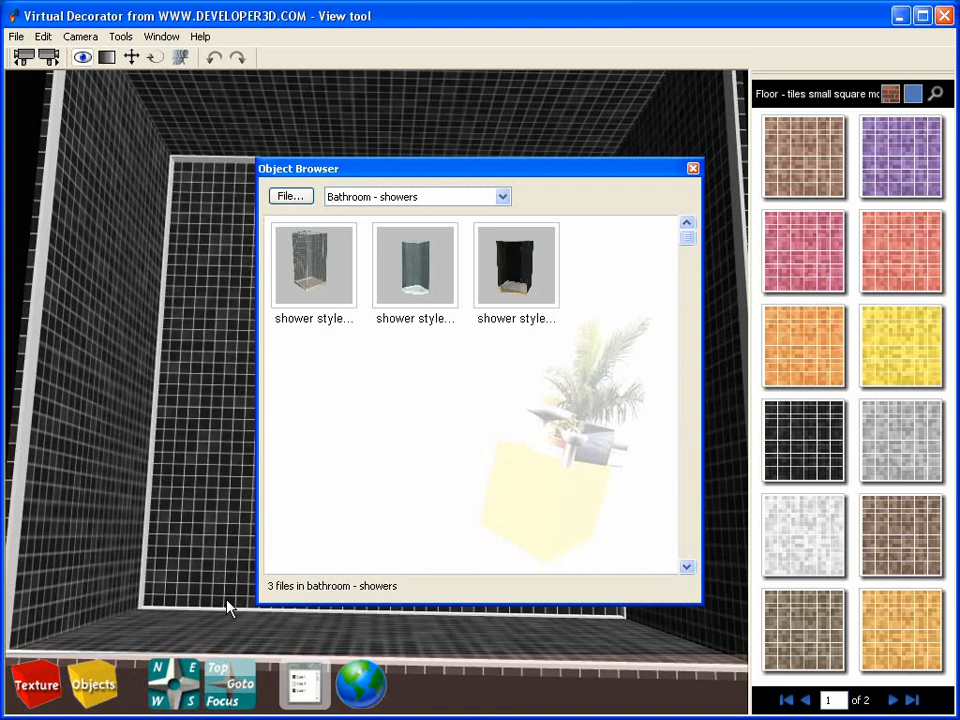 Virtual Decorator from WWW.DEVELOPER3D.COM - View tool
File Edit Camera Tools Window Help
Floor - tiles small square mo
Object Browser
File... Bathroom - showers
shower style... shower style... shower style...
3 files in bathroom - showers
Texture Objects N E W S Top Goto Focus
1 of 2